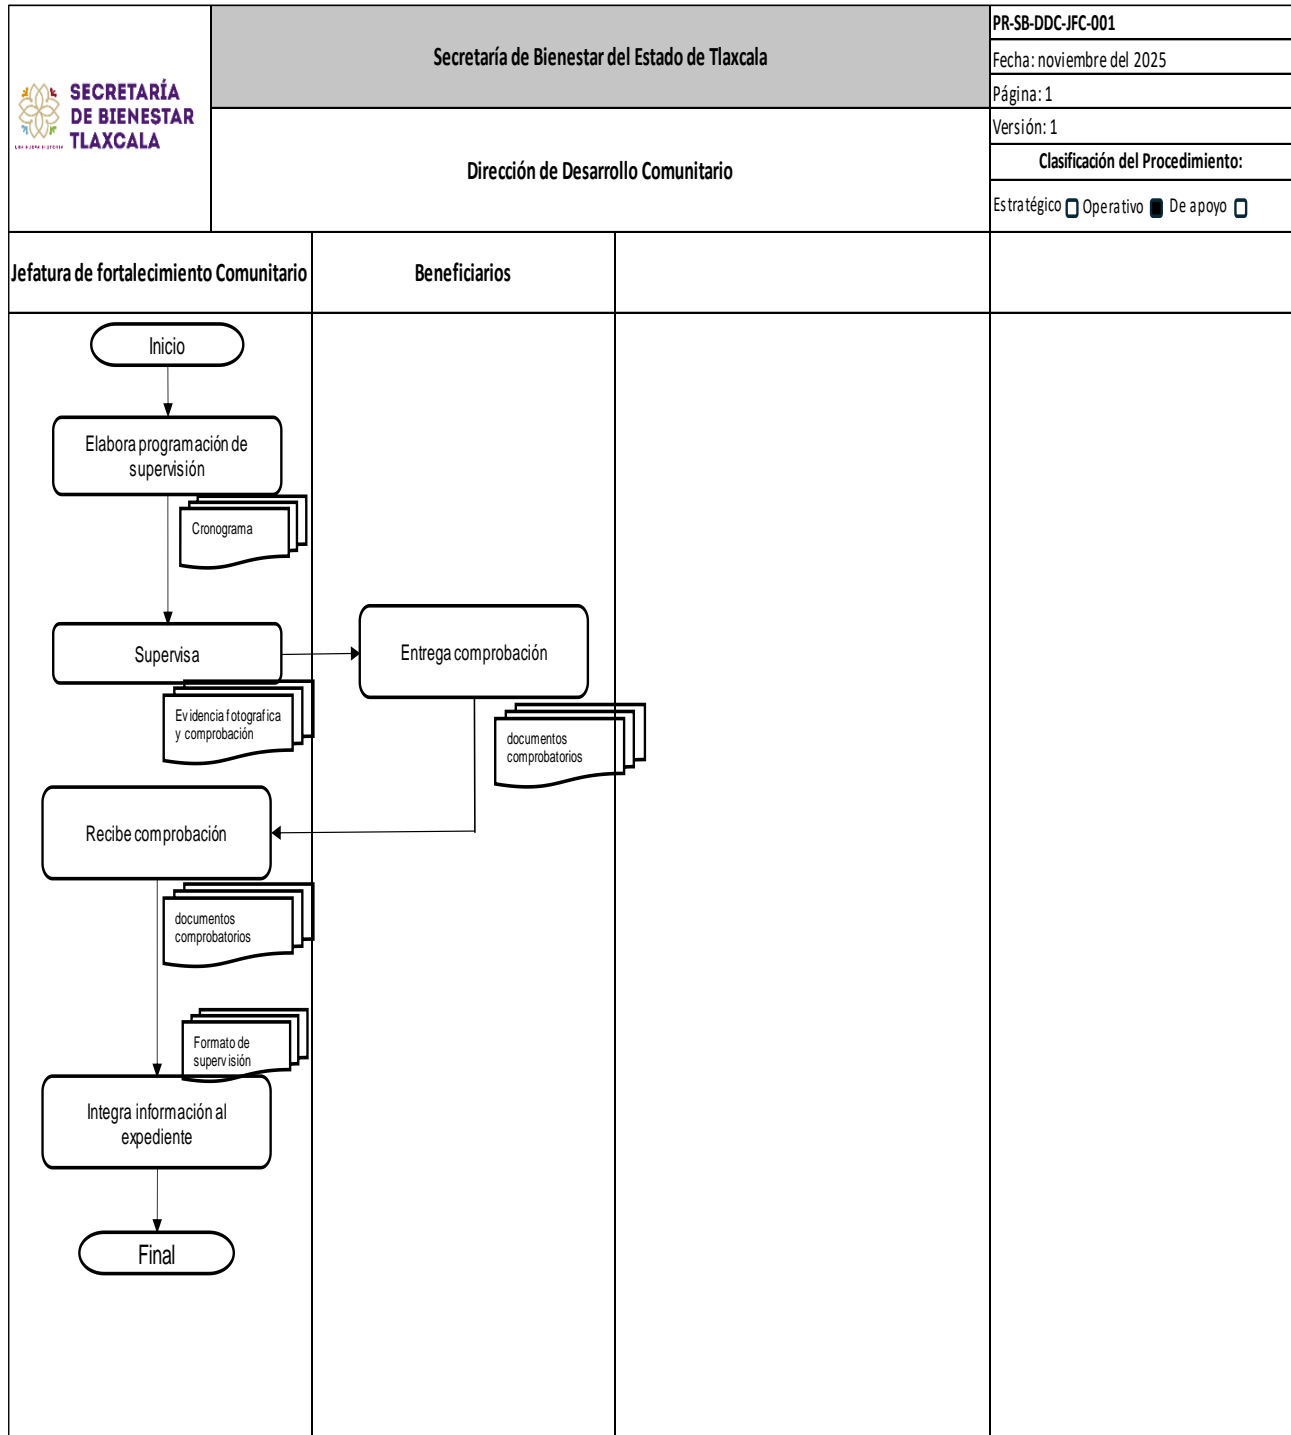 SECRETARÍA
DE BIENESTAR
TLAXCALA
UNA NUEVA HISTORIA
Secretaría de Bienestar del Estado de Tlaxcala
Dirección de Desarrollo Comunitario
PR-SB-DDC-JFC-001
Fecha: noviembre del 2025
Página: 1
Versión: 1
Clasificación del Procedimiento:
Estratégico Operativo De apoyo
Jefatura de fortalecimiento Comunitario
Beneficiarios
Inicio
Elabora programación de
supervisión
Cronograma
Supervisa
Evidencia fotografica
y comprobación
Entrega comprobación
documentos
comprobatorios
Recibe comprobación
documentos
comprobatorios
Formato de
supervisión
Integra información al
expediente
Final